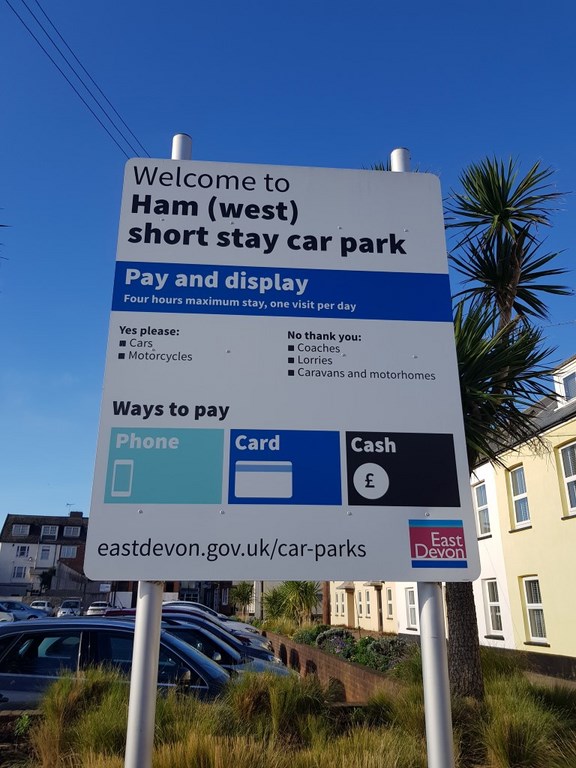 Welcome to
Ham (west)
short stay car park
Pay and display
Four hours maximum stay, one visit per day
Yes please:
Cars
Motorcycles
No thank you:
Coaches
Lorries
Caravans and motorhomes
Ways to pay
Phone
Card
Cash
£
eastdevon.gov.uk/car-parks
East
Devon